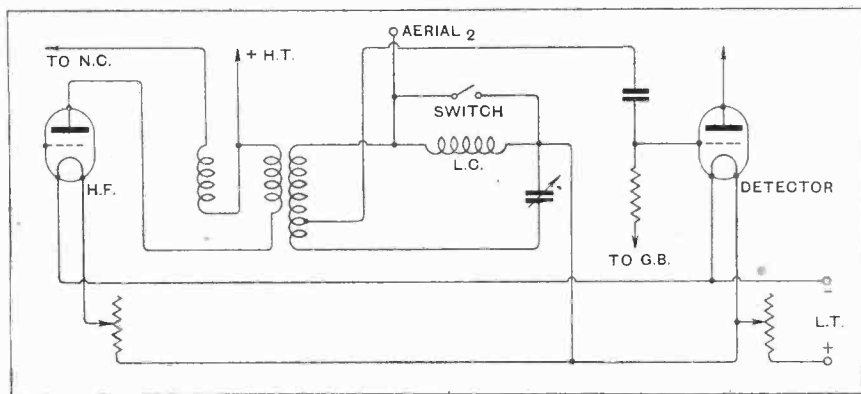 AERIAL 2
TO N.C.
+ H.T.
SWITCH
L.C.
H.F.
DETECTOR
TO G.B.
-
L.T.
+